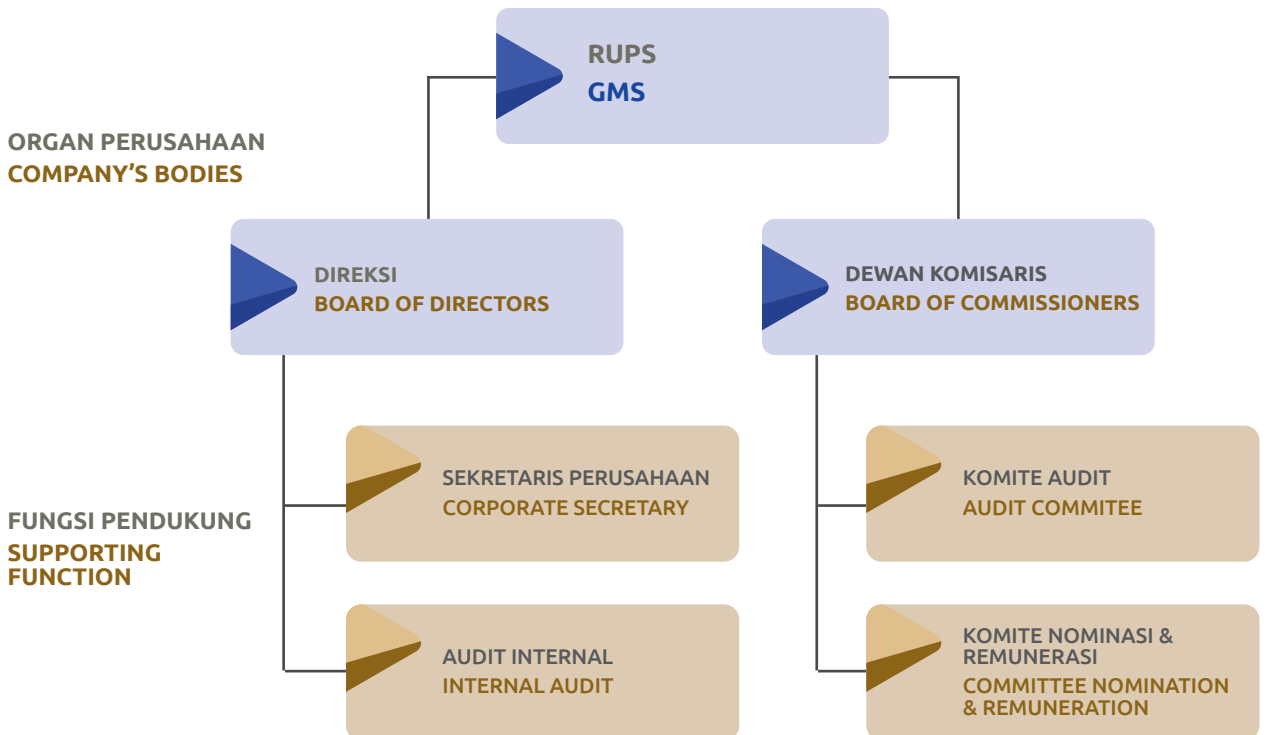 RUPS
GMS
ORGAN PERUSAHAAN
COMPANY'S BODIES
DIREKSI
BOARD OF DIRECTORS
DEWAN KOMISARIS
BOARD OF COMMISSIONERS
FUNGSI PENDUKUNG
SUPPORTING
FUNCTION
SEKRETARIS PERUSAHAAN
CORPORATE SECRETARY
KOMITE AUDIT
AUDIT COMMITEE
AUDIT INTERNAL
INTERNAL AUDIT
KOMITE NOMINASI &
REMUNERASI
COMMITTEE NOMINATION
& REMUNERATION